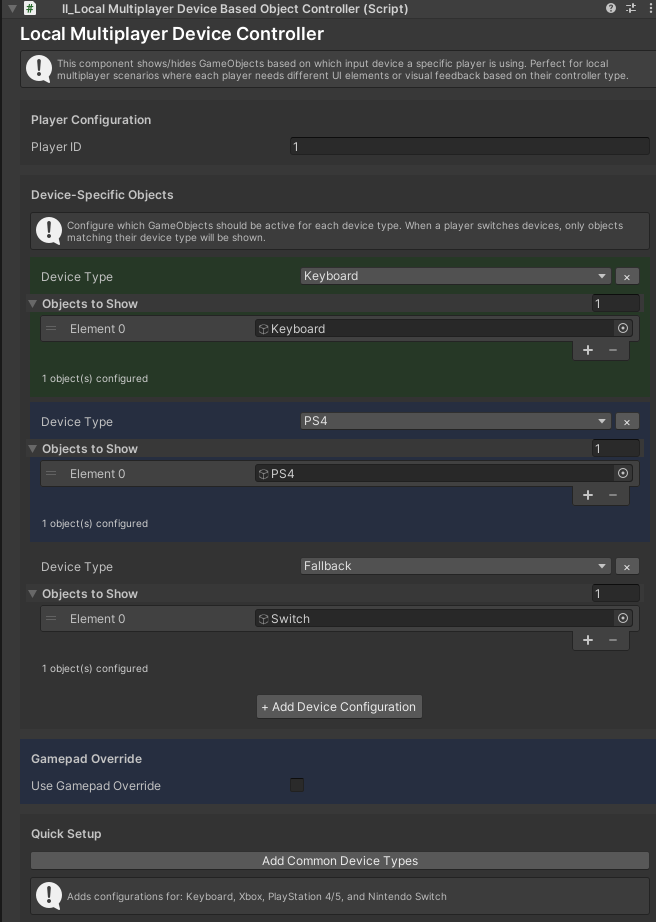 # II_Local Multiplayer Device Based Object Controller (Script)
Local Multiplayer Device Controller
This component shows/hides GameObjects based on which input device a specific player is using. Perfect for local
multiplayer scenarios where each player needs different UI elements or visual feedback based on their controller type.
Player Configuration
Player ID 1
Device-Specific Objects
Configure which GameObjects should be active for each device type. When a player switches devices, only objects
matching their device type will be shown.
Device Type Keyboard ×
Objects to Show 1
Element 0 Keyboard
+ −
1 object(s) configured
Device Type PS4 ×
Objects to Show 1
Element 0 PS4
+ −
1 object(s) configured
Device Type Fallback ×
Objects to Show 1
Element 0 Switch
+ −
1 object(s) configured
+ Add Device Configuration
Gamepad Override
Use Gamepad Override
Quick Setup
Add Common Device Types
Adds configurations for: Keyboard, Xbox, PlayStation 4/5, and Nintendo Switch